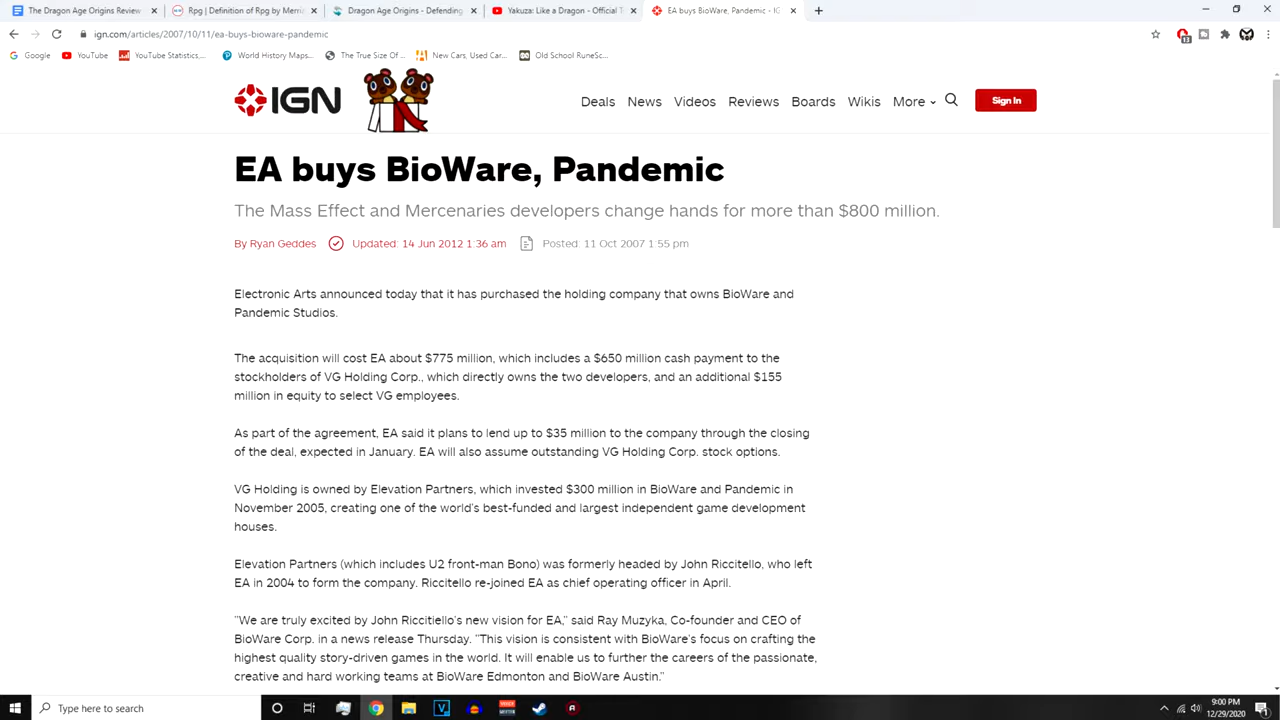 The Dragon Age Origins Review
Rpg | Definition of Rpg by Merria
Dragon Age Origins - Defending
Yakuza: Like a Dragon - Official T
EA buys BioWare, Pandemic - IG
ign.com/articles/2007/10/11/ea-buys-bioware-pandemic
13
Google
YouTube
YouTube Statistics,...
World History Maps...
The True Size Of ...
New Cars, Used Car...
Old School RuneSc...
IGN
Deals
News
Videos
Reviews
Boards
Wikis
More
Sign In
EA buys BioWare, Pandemic
The Mass Effect and Mercenaries developers change hands for more than $800 million.
By Ryan Geddes
Updated: 14 Jun 2012 1:36 am
Posted: 11 Oct 2007 1:55 pm
Electronic Arts announced today that it has purchased the holding company that owns BioWare and
Pandemic Studios.
The acquisition will cost EA about $775 million, which includes a $650 million cash payment to the
stockholders of VG Holding Corp., which directly owns the two developers, and an additional $155
million in equity to select VG employees.
As part of the agreement, EA said it plans to lend up to $35 million to the company through the closing
of the deal, expected in January. EA will also assume outstanding VG Holding Corp. stock options.
VG Holding is owned by Elevation Partners, which invested $300 million in BioWare and Pandemic in
November 2005, creating one of the world's best-funded and largest independent game development
houses.
Elevation Partners (which includes U2 front-man Bono) was formerly headed by John Riccitello, who left
EA in 2004 to form the company. Riccitello re-joined EA as chief operating officer in April.
"We are truly excited by John Riccitiello's new vision for EA," said Ray Muzyka, Co-founder and CEO of
BioWare Corp. in a news release Thursday. "This vision is consistent with BioWare's focus on crafting the
highest quality story-driven games in the world. It will enable us to further the careers of the passionate,
creative and hard working teams at BioWare Edmonton and BioWare Austin."
Type here to search
9:00 PM
12/29/2020